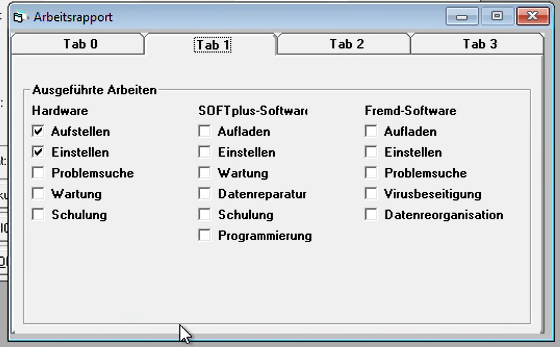 Arbeitsrapport
Tab 0
Tab 1
Tab 2
Tab 3
Ausgeführte Arbeiten
Hardware
Aufstellen
Einstellen
Problemsuche
Wartung
Schulung
SOFTplus-Software
Aufladen
Einstellen
Wartung
Datenreparatur
Schulung
Programmierung
Fremd-Software
Aufladen
Einstellen
Problemsuche
Virusbeseitigung
Datenreorganisation